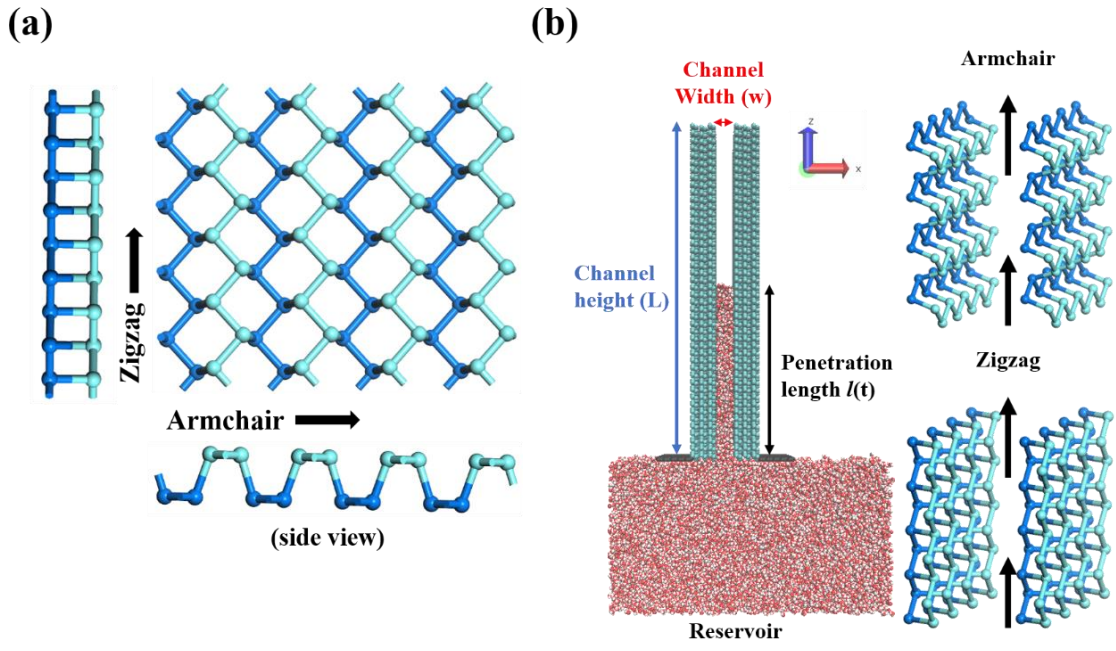 (a)
Zigzag
Armchair
(side view)
(b)
Channel
Width (w)
Channel
height (L)
z
x
Penetration
length l(t)
Reservoir
Armchair
Zigzag